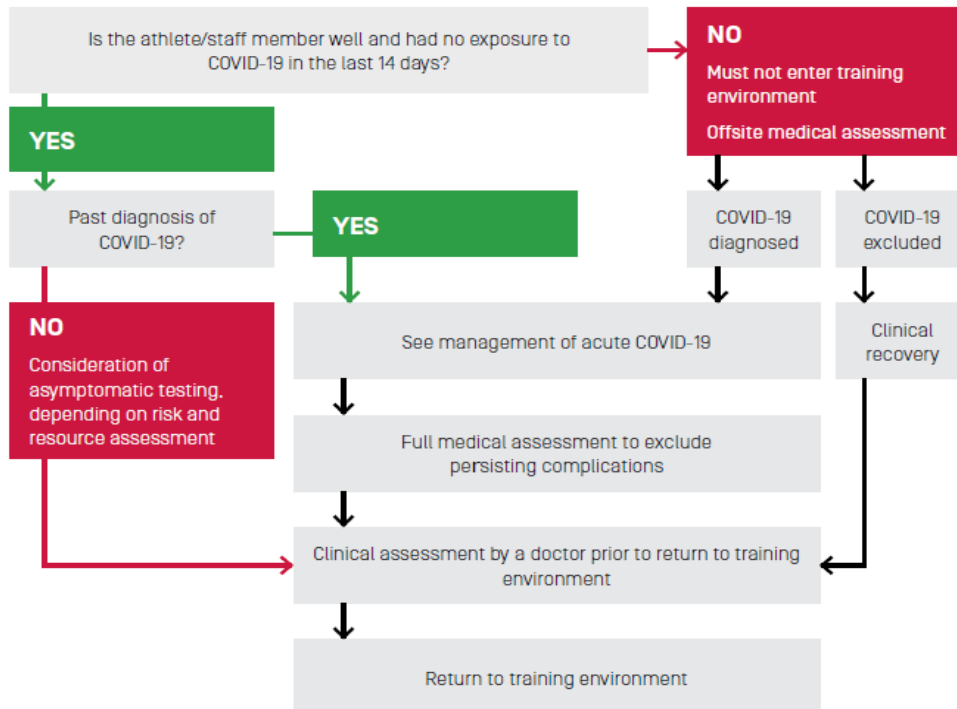 Is the athlete/staff member well and had no exposure to
COVID-19 in the last 14 days?
NO
Must not enter training
environment
Offsite medical assessment
YES
Past diagnosis of
COVID-19?
YES
COVID-19
diagnosed
COVID-19
excluded
NO
Consideration of
asymptomatic testing,
depending on risk and
resource assessment
See management of acute COVID-19
Clinical
recovery
Full medical assessment to exclude
persisting complications
Clinical assessment by a doctor prior to return to training
environment
Return to training environment